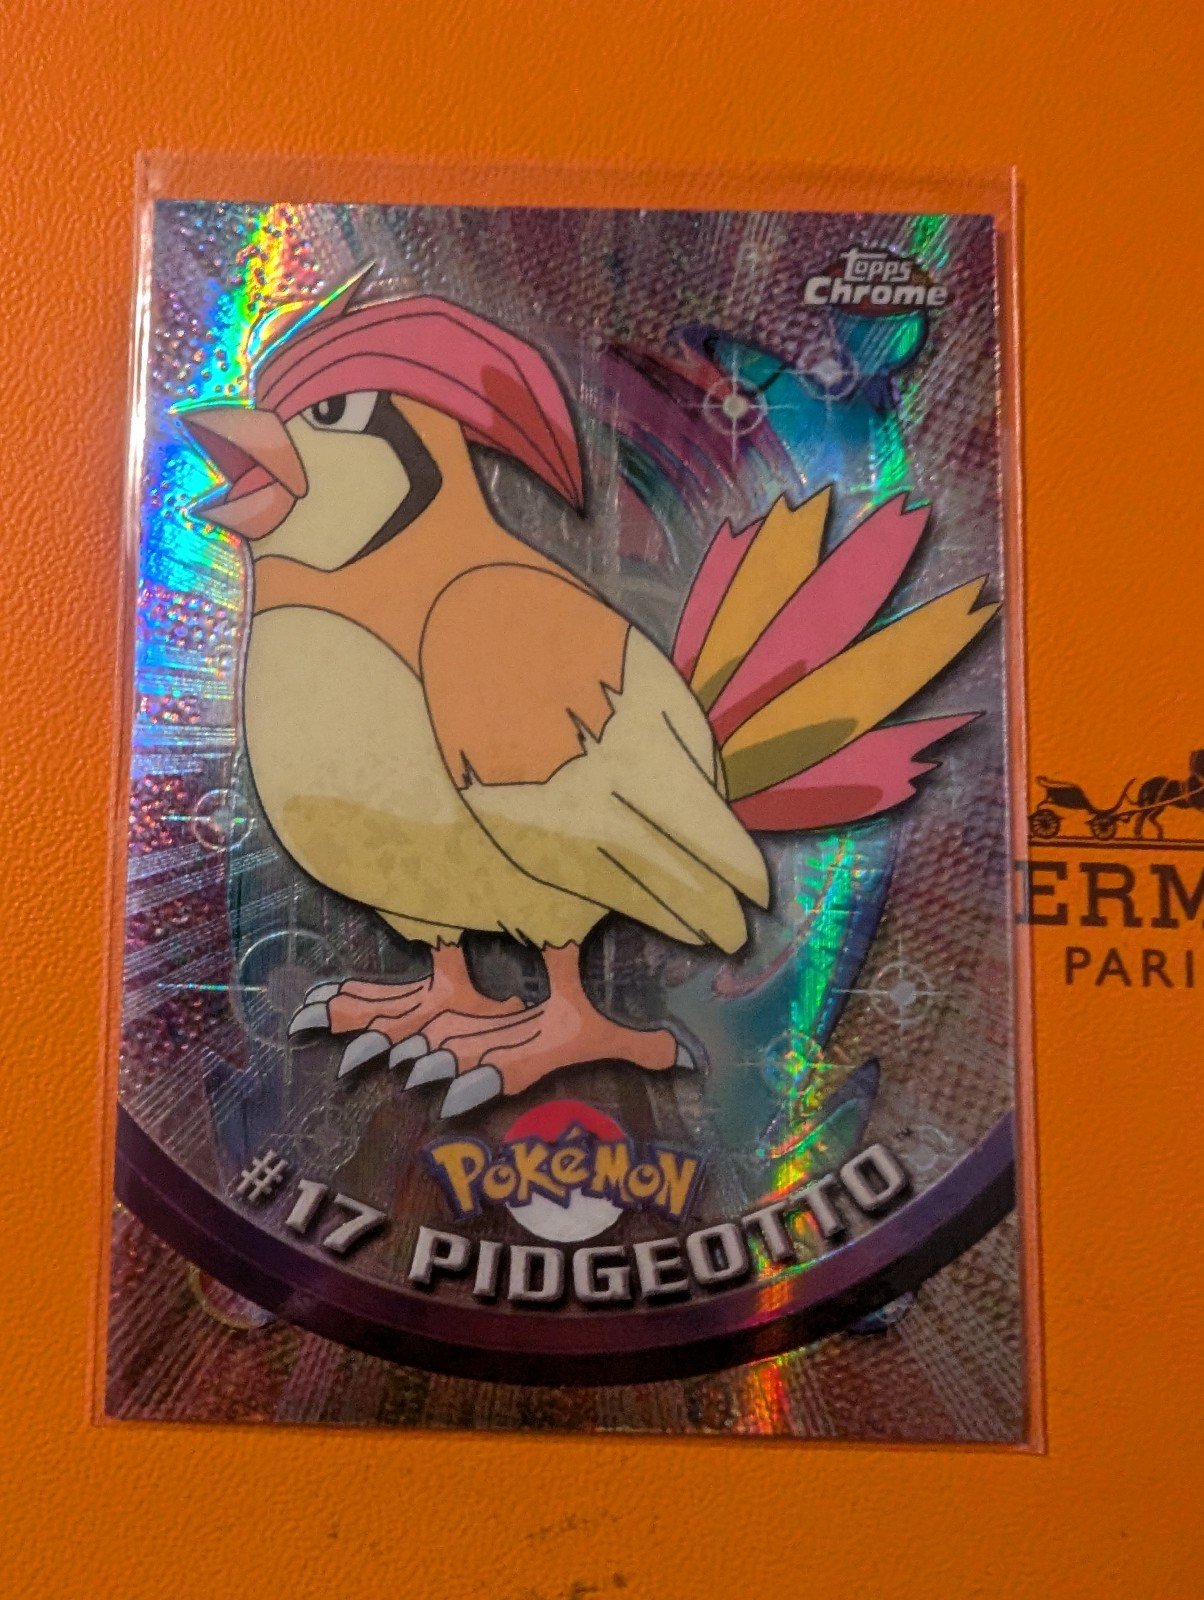 Topps
Chrome
ERM
PARI
POKéMON
#17 PIDGEOTTO